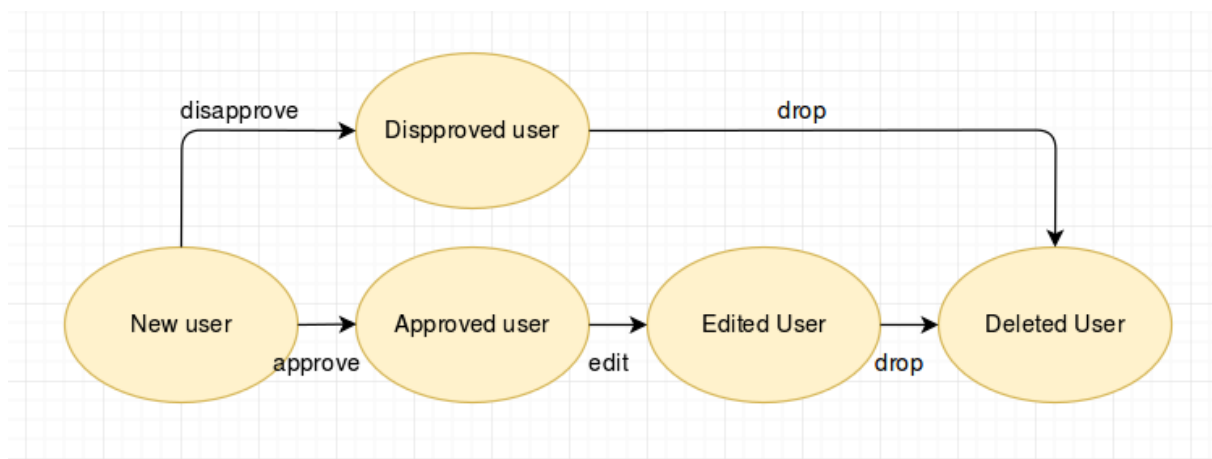 disapprove
Dispproved user
drop
New user
approve
Approved user
edit
Edited User
drop
Deleted User